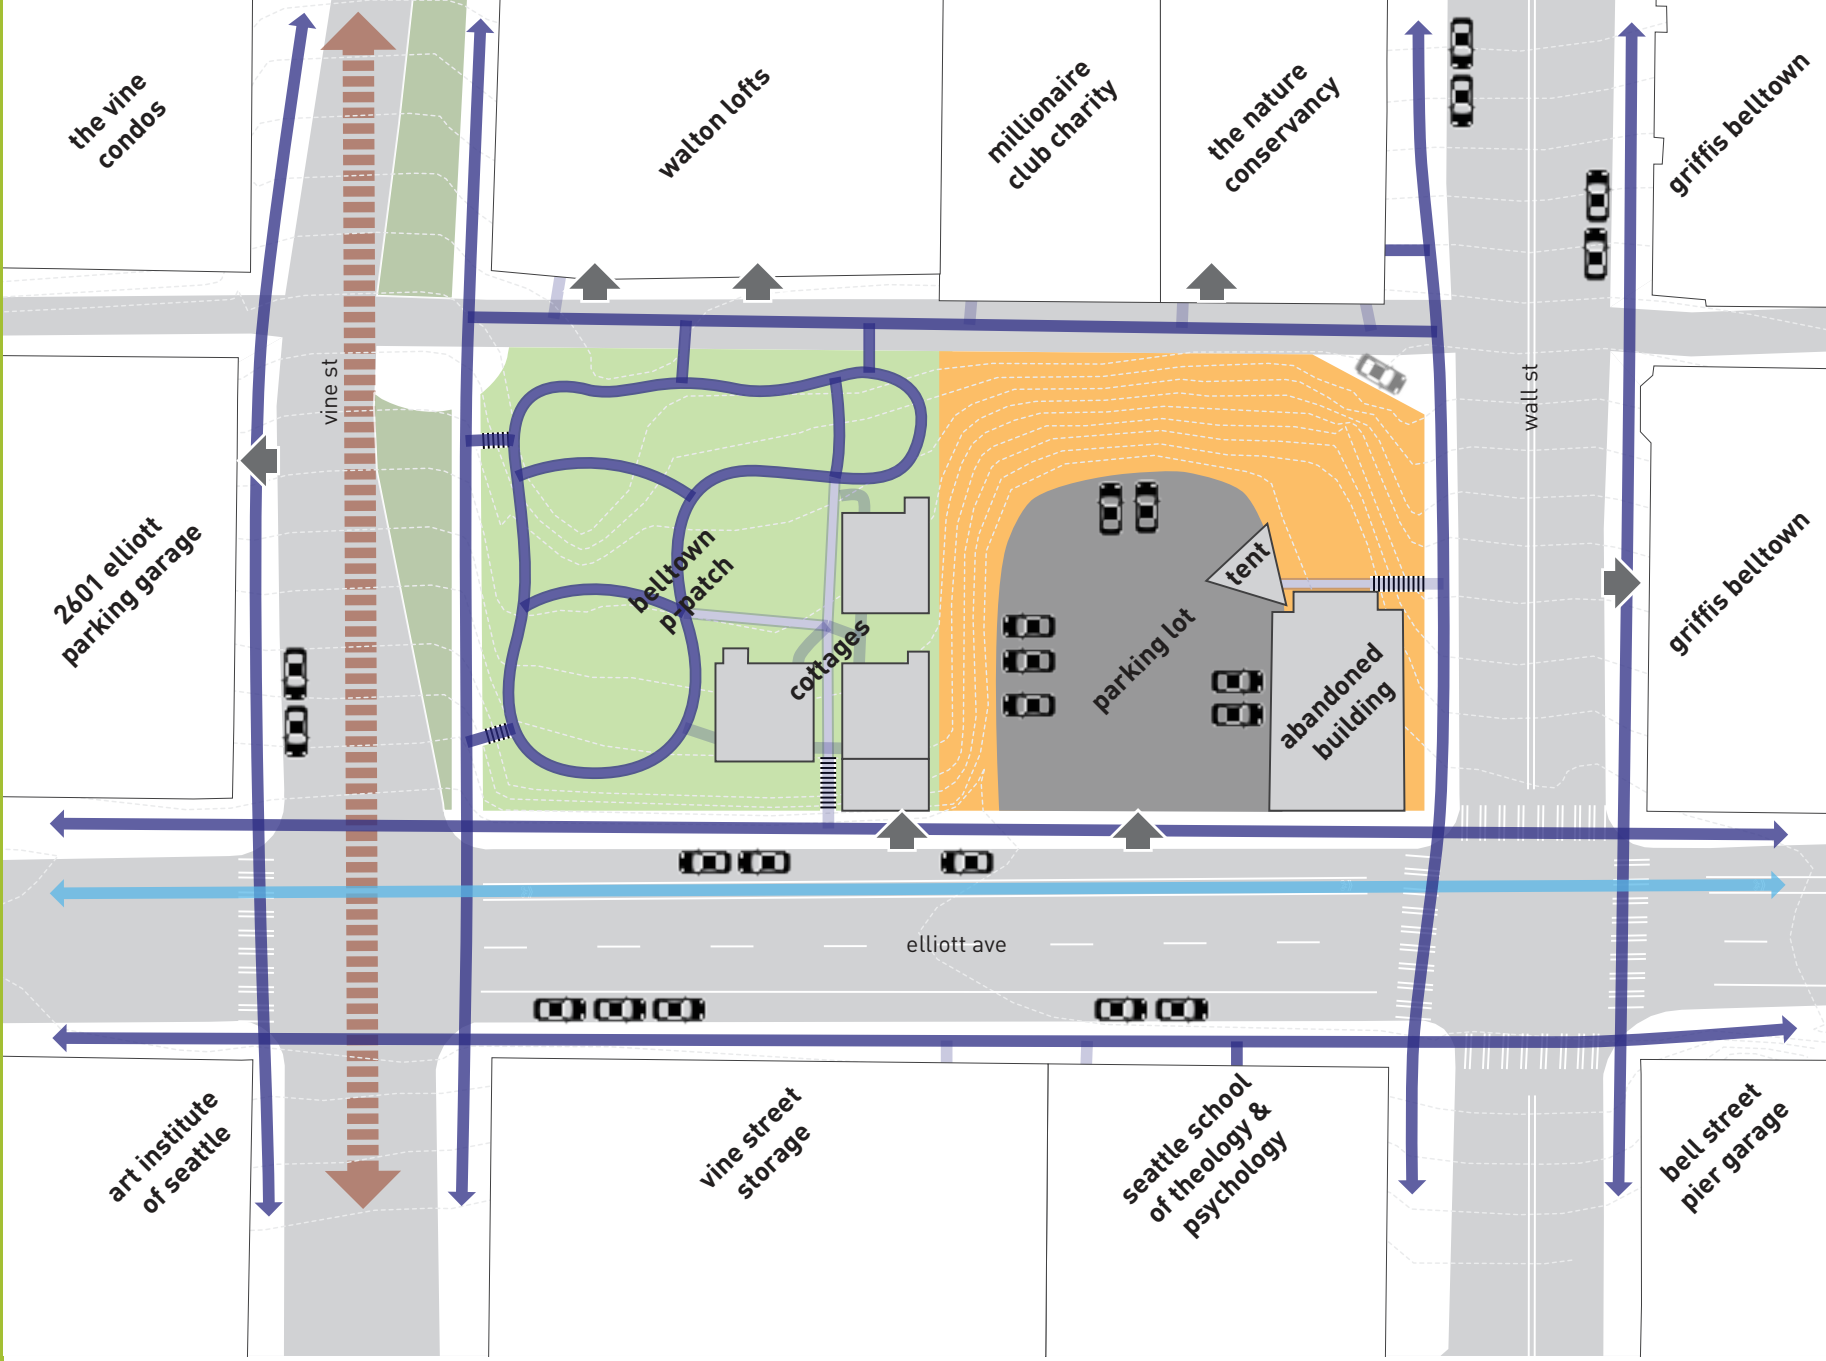 the vine
condos
walton lofts
millionaire
club charity
the nature
conservancy
griffis belltown
vine st
wall st
2601 elliott
parking garage
belltown
p-patch
cottages
tent
parking lot
abandoned
building
griffis belltown
elliott ave
art institute
of seattle
vine street
storage
seattle school
of theology &
psychology
bell street
pier garage